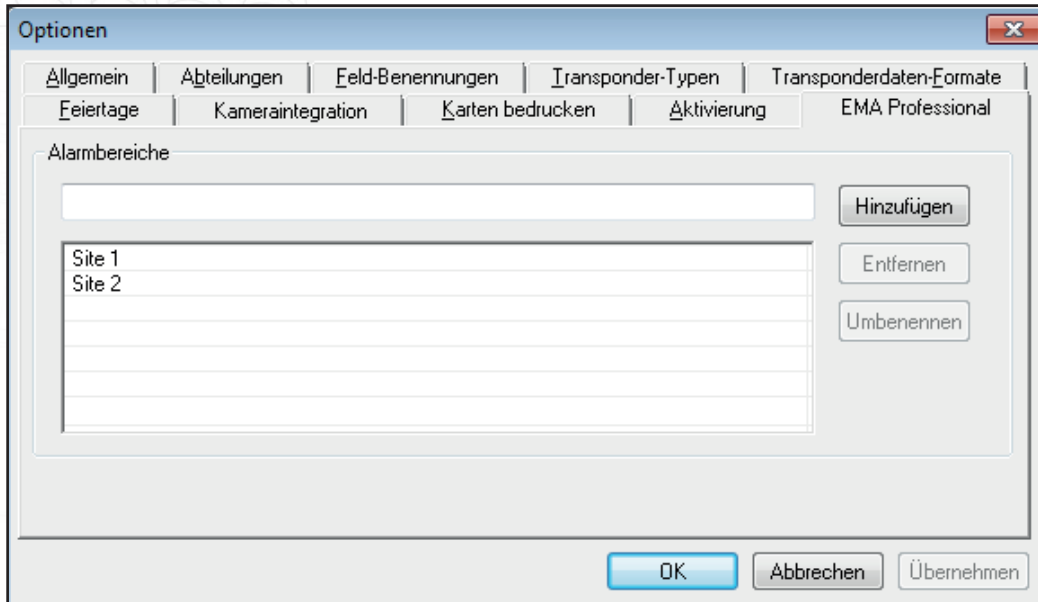 Optionen
Allgemein Abteilungen Feld-Benennungen Transponder-Typen Transponderdaten-Formate
Feiertage Kameraintegration Karten bedrucken Aktivierung EMA Professional
Alarmbereiche
Hinzufügen
Site 1
Site 2
Entfernen
Umbenennen
OK Abbrechen Übernehmen